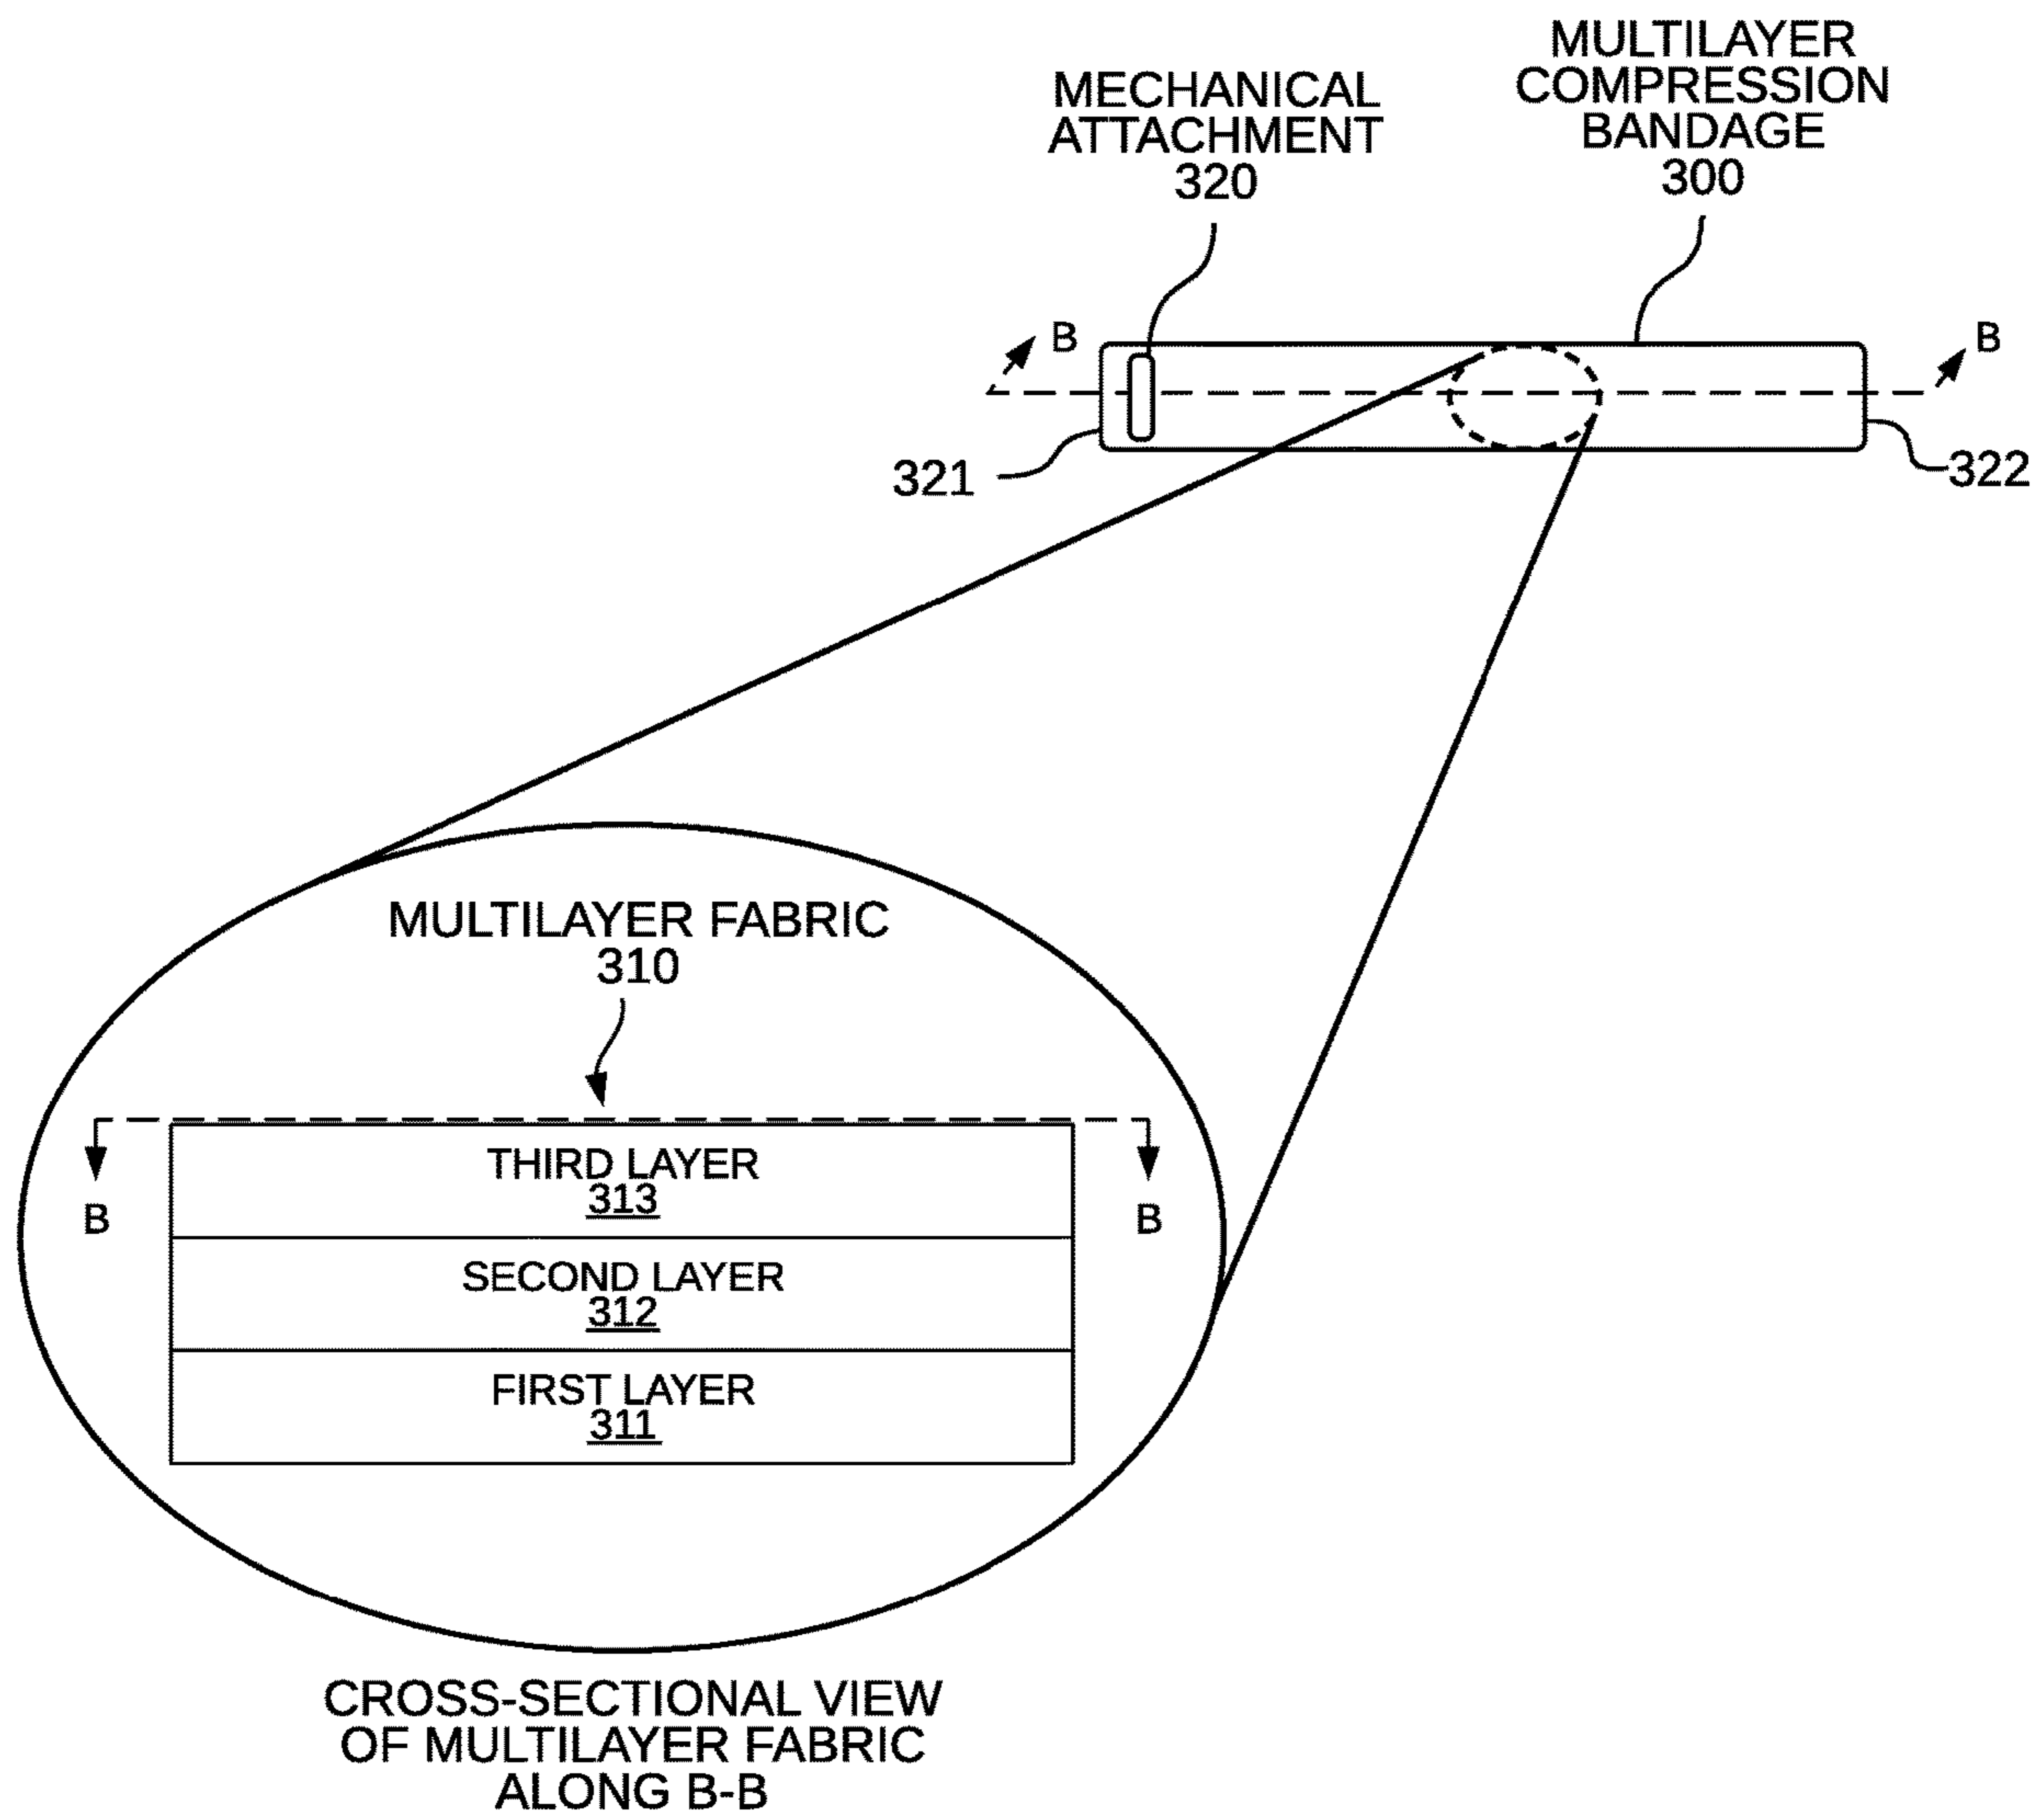 MULTILAYER
COMPRESSION
BANDAGE
300
MECHANICAL
ATTACHMENT
320
B
B
321
322
MULTILAYER FABRIC
310
THIRD LAYER
313
B
B
SECOND LAYER
312
FIRST LAYER
311
CROSS-SECTIONAL VIEW
OF MULTILAYER FABRIC
ALONG B-B